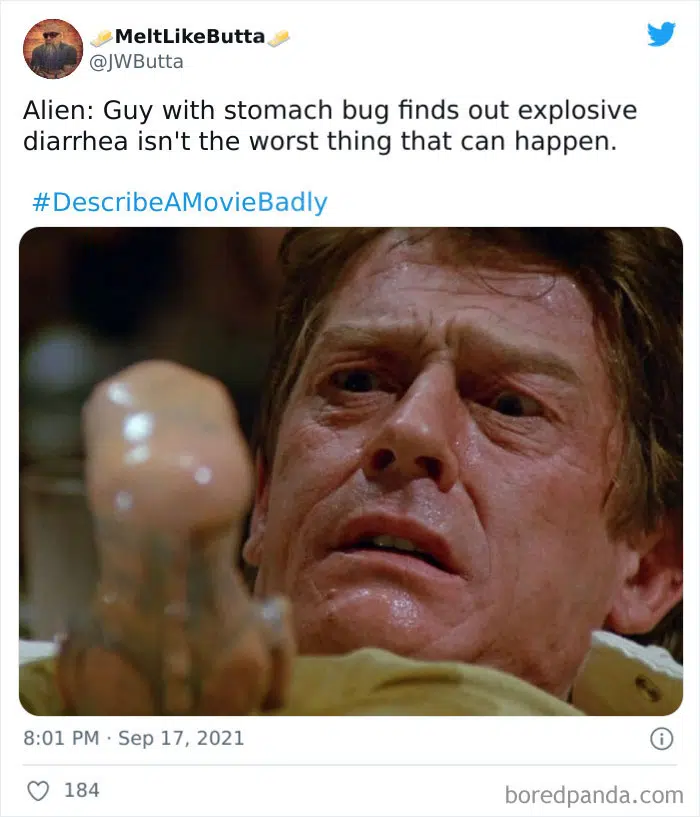 🧈MeltLikeButta🧈
@JWButta
Alien: Guy with stomach bug finds out explosive
diarrhea isn't the worst thing that can happen.
#DescribeAMovieBadly
8:01 PM · Sep 17, 2021
184
boredpanda.com